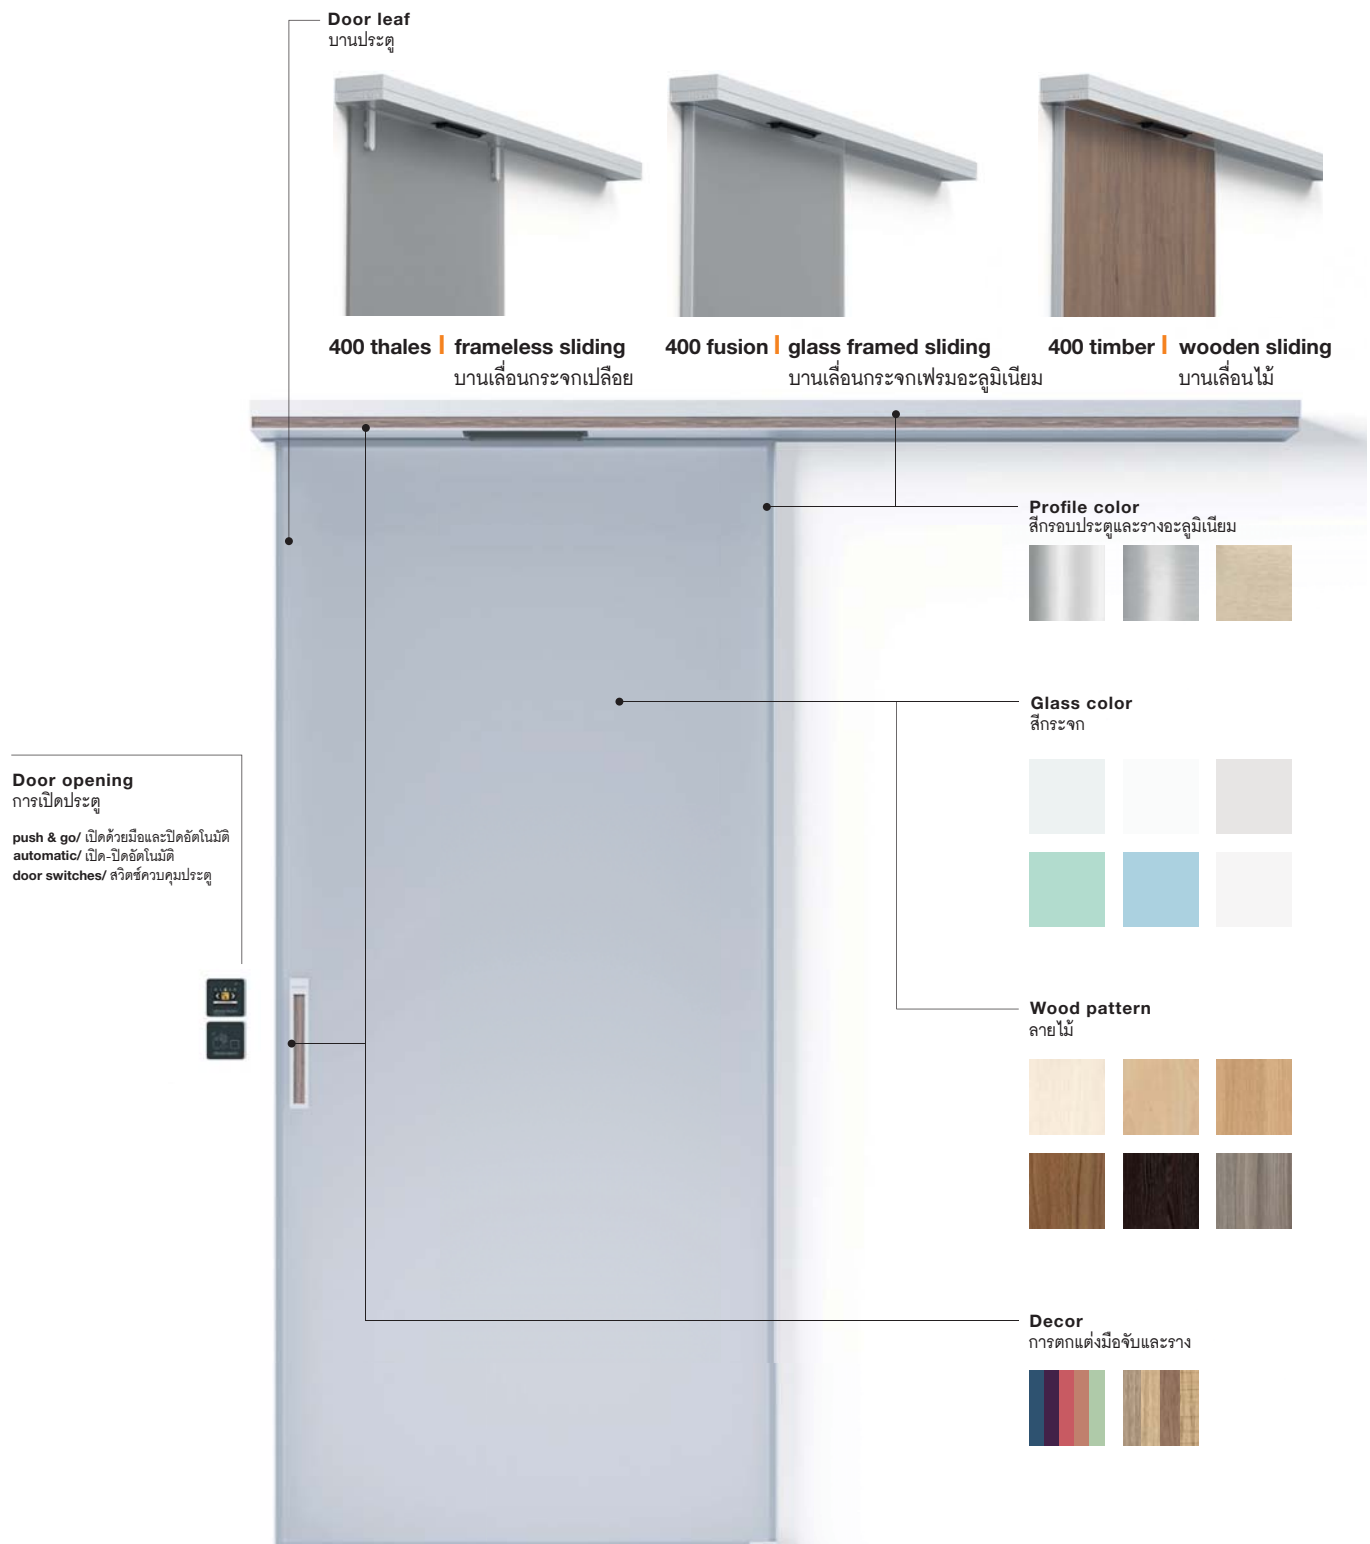 Door leaf
บานประตู
400 thales | frameless sliding
บานเลื่อนกระจกเปลือย
400 fusion | glass framed sliding
บานเลื่อนกระจกเฟรมอะลูมิเนียม
400 timber | wooden sliding
บานเลื่อนไม้
Profile color
สีกรอบประตูและรางอะลูมิเนียม
Glass color
สีกระจก
Door opening
การเปิดประตู
push & go/ เปิดด้วยมือและปิดอัตโนมัติ
automatic/ เปิด-ปิดอัตโนมัติ
door switches/ สวิตช์ควบคุมประตู
Wood pattern
ลายไม้
Decor
การตกแต่งมือจับและราง